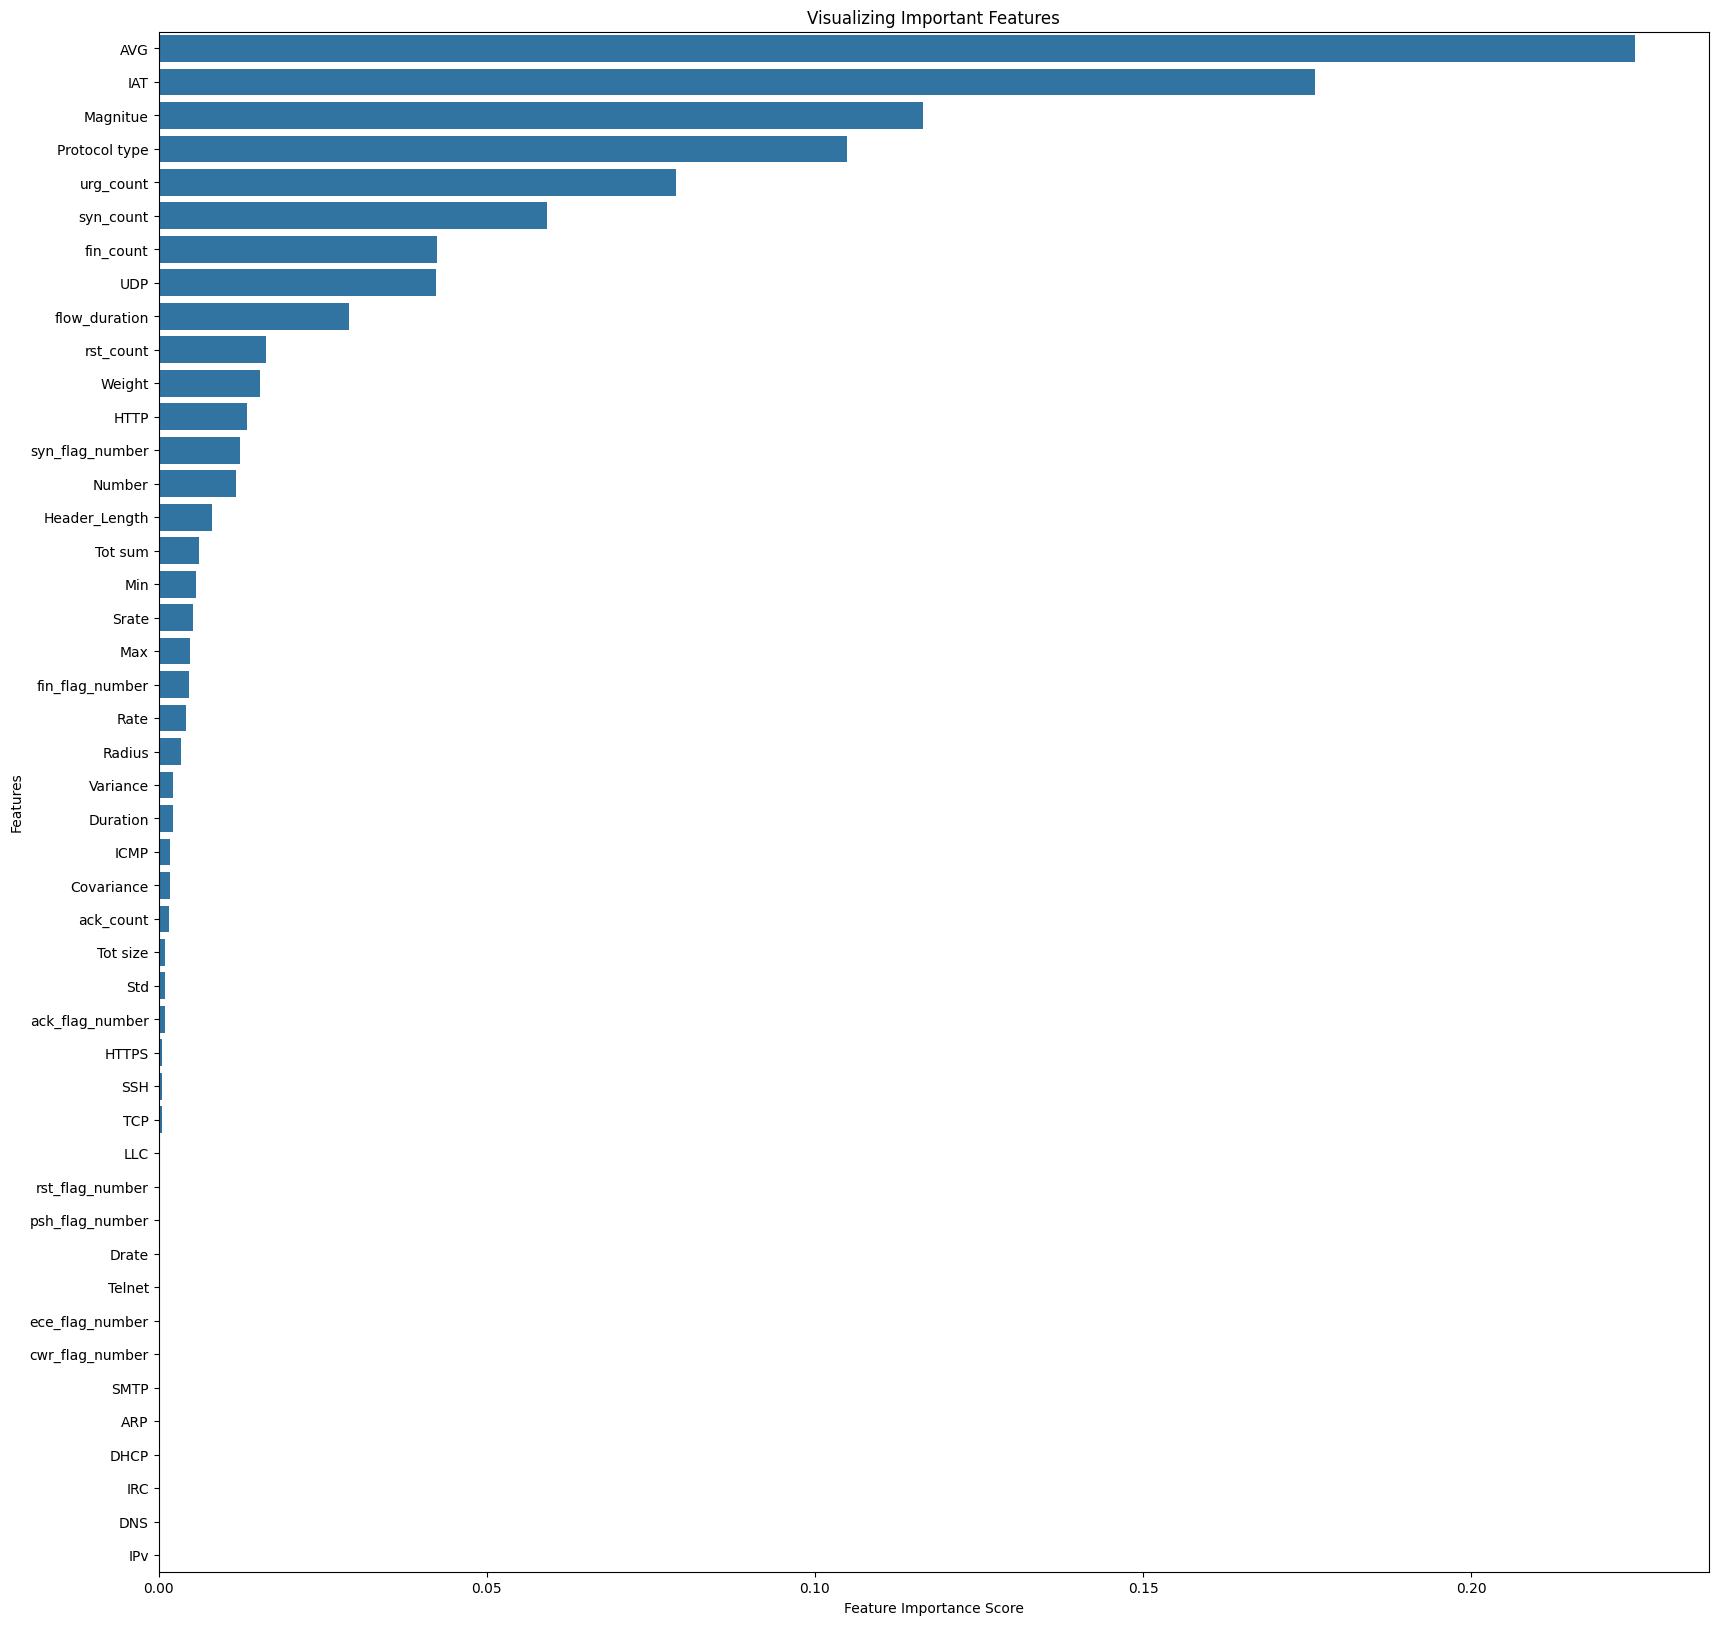 Visualizing Important Features
AVG
IAT
Magnitue
Protocol type
urg_count
syn_count
fin_count
UDP
flow_duration
rst_count
Weight
HTTP
syn_flag_number
Number
Header_Length
Tot sum
Min
Srate
Max
fin_flag_number
Rate
Radius
Variance
Duration
ICMP
Covariance
ack_count
Tot size
Std
ack_flag_number
HTTPS
SSH
TCP
LLC
rst_flag_number
psh_flag_number
Drate
Telnet
ece_flag_number
cwr_flag_number
SMTP
ARP
DHCP
IRC
DNS
IPv
Features
0.00 0.05 0.10 0.15 0.20
Feature Importance Score